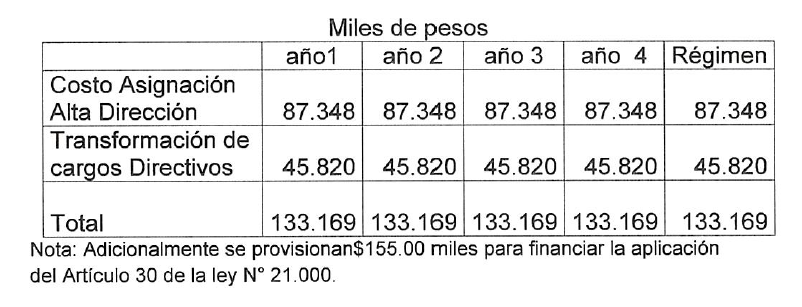 Miles de pesos
año1 año 2 año 3 año 4 Régimen
Costo Asignación
Alta Dirección 87.348 87.348 87.348 87.348 87.348
Transformación de
cargos Directivos 45.820 45.820 45.820 45.820 45.820
Total 133.169 133.169 133.169 133.169 133.169
Nota: Adicionalmente se provisionan$155.00 miles para financiar la aplicación
del Artículo 30 de la ley N° 21.000.